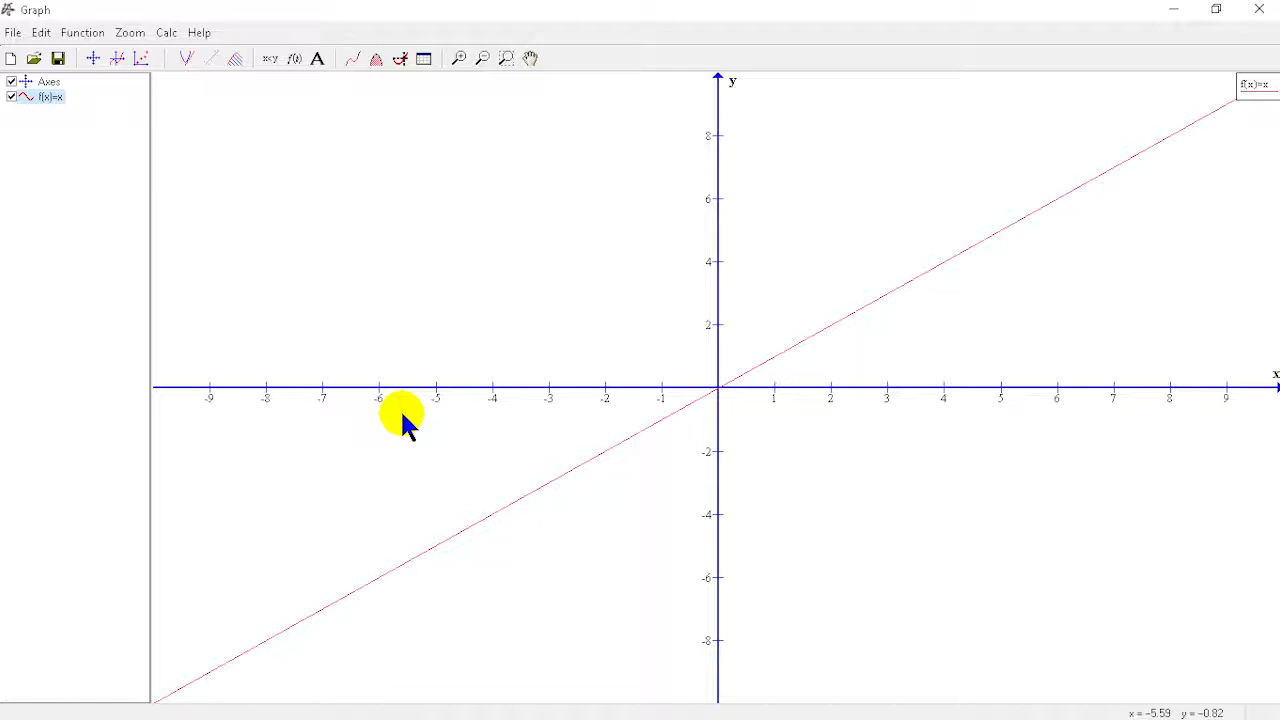 Graph
File Edit Function Zoom Calc Help
x=y f(i) A
Axes
f(x)=x
y
f(x)=x
8
6
4
2
x
-9 -8 -7 -6 -5 -4 -3 -2 -1 1 2 3 4 5 6 7 8 9
-2
-4
-6
-8
x = -5.59 y = -0.82